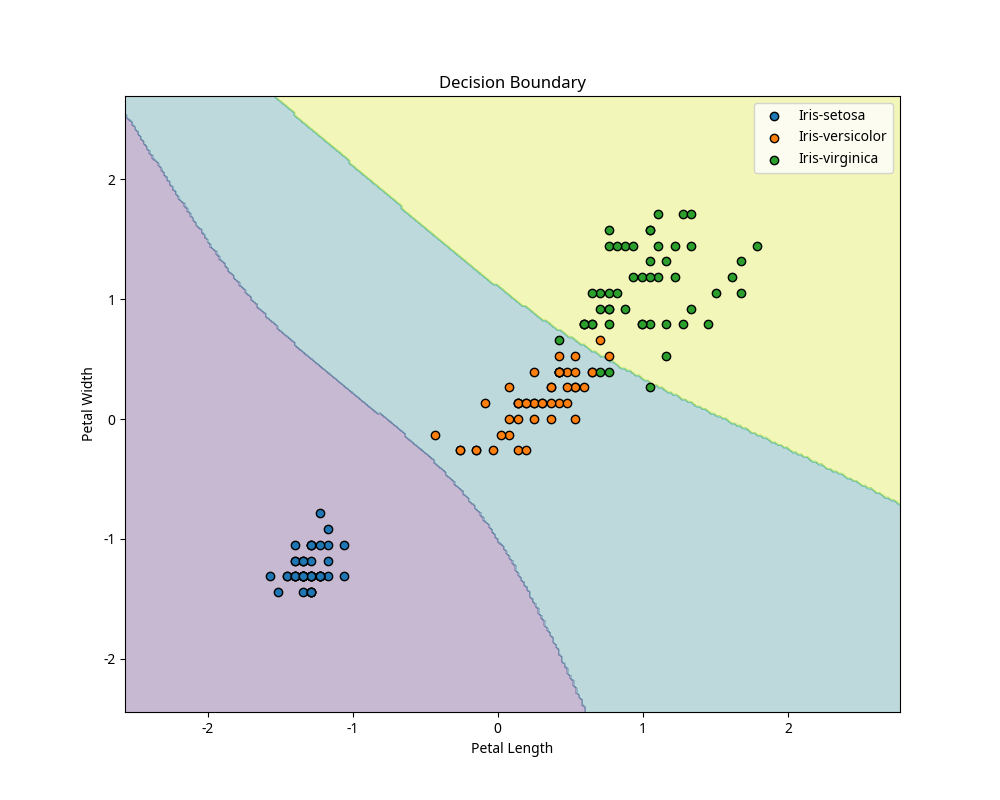 Decision Boundary
Iris-setosa
Iris-versicolor
Iris-virginica
2
1
0
-1
-2
Petal Width
-2
-1
0
1
2
Petal Length